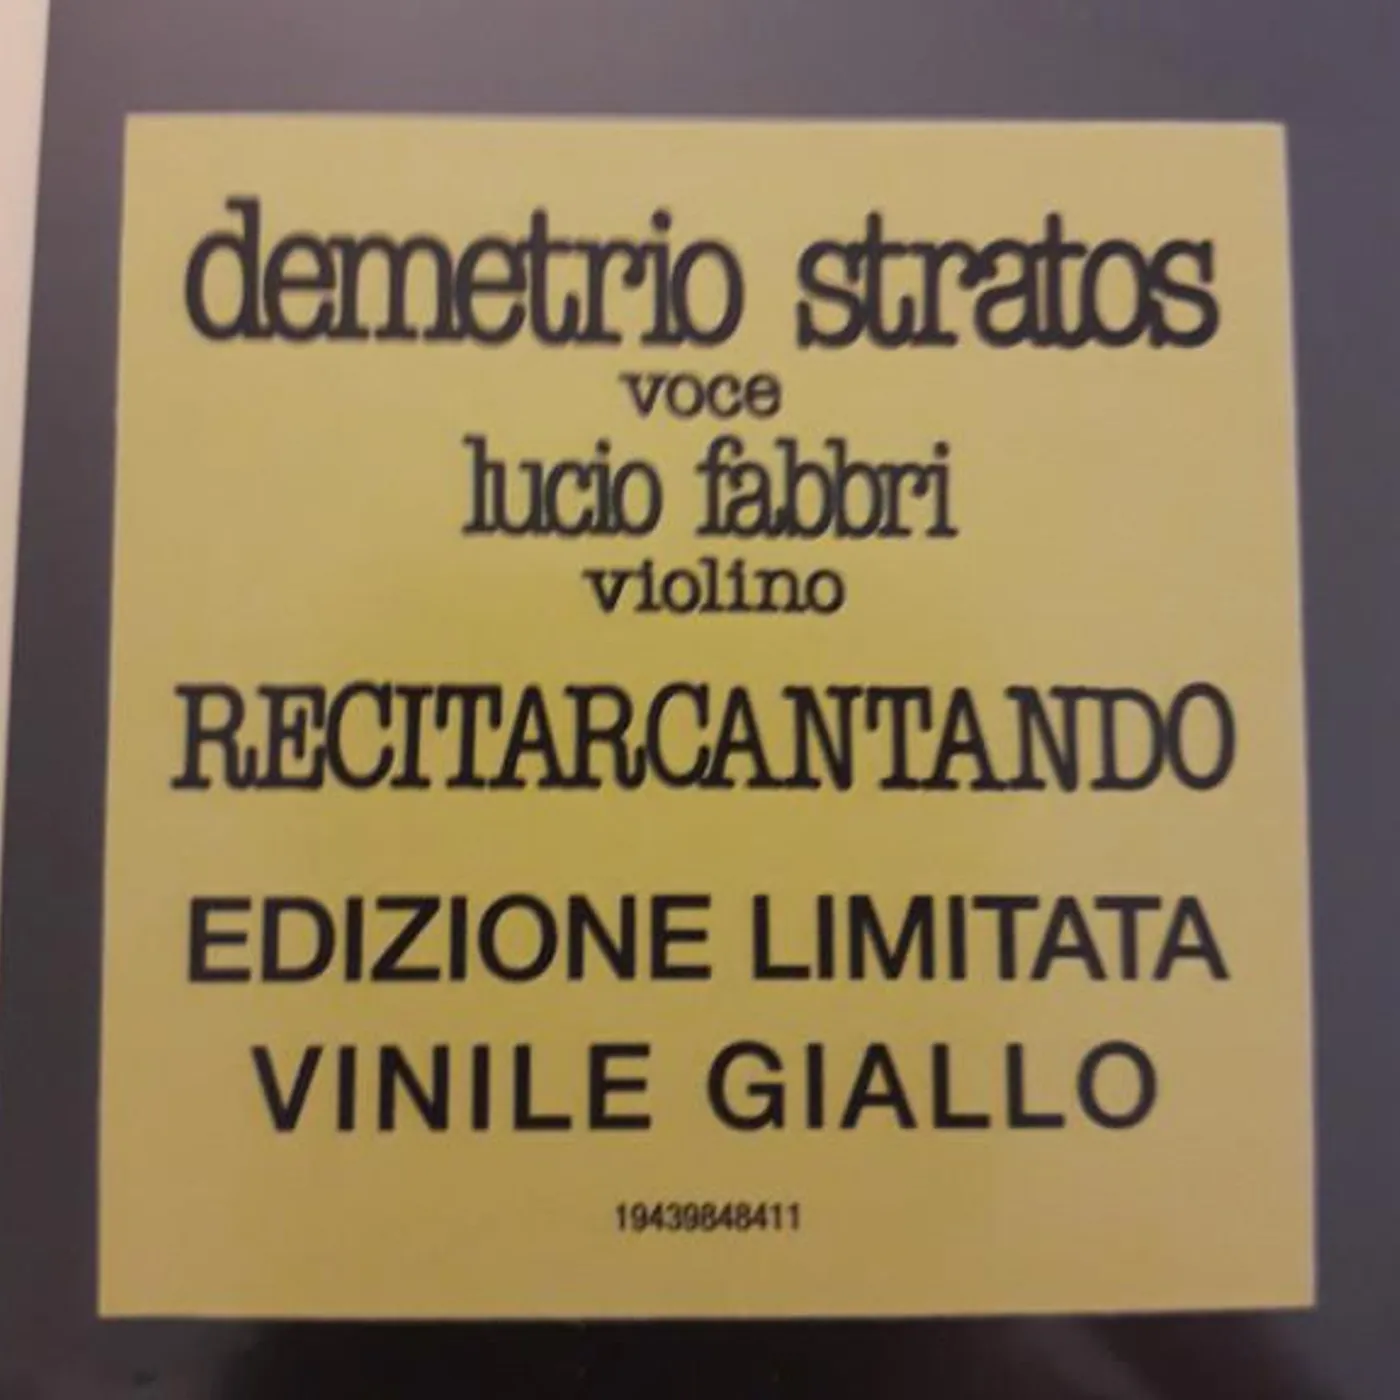 demetrio stratos
voce
lucio fabbri
violino
RECITARCANTANDO
EDIZIONE LIMITATA
VINILE GIALLO
19439848411